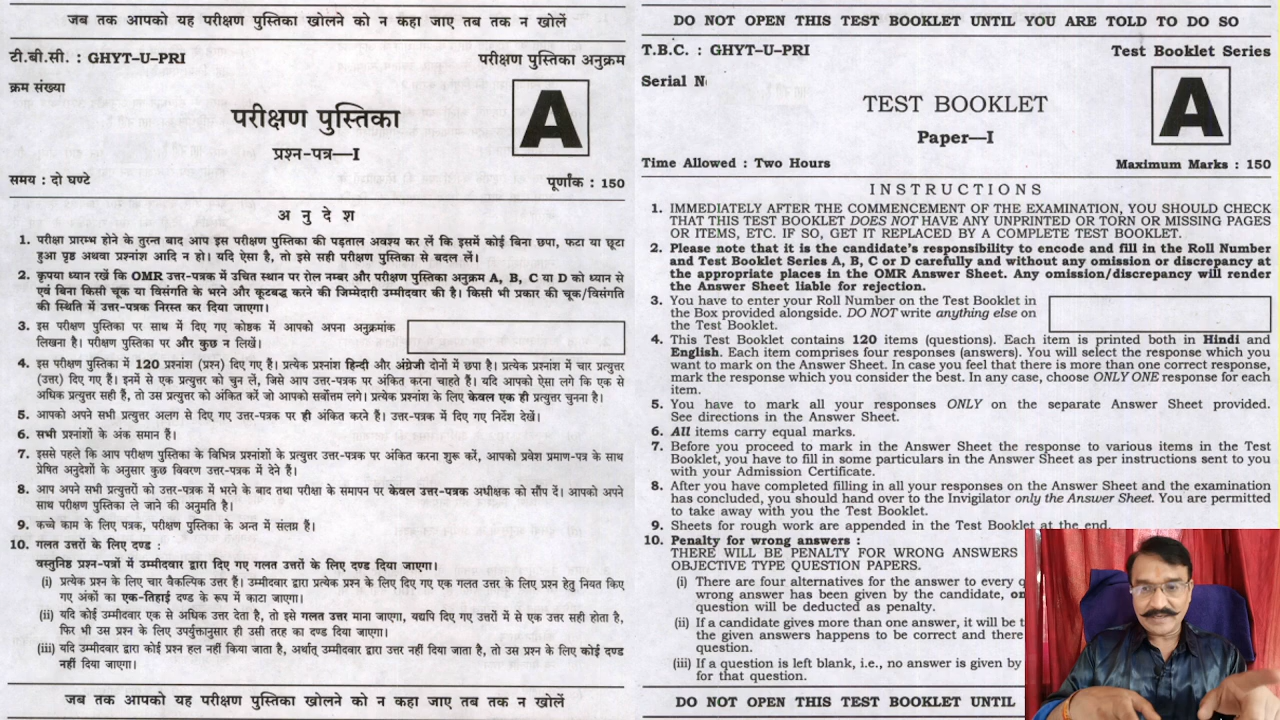 जब तक आपको यह परीक्षण पुस्तिका खोलने को न कहा जाए तब तक न खोलें
टी.बी.सी. : GHYT-U-PRI
परीक्षण पुस्तिका अनुक्रम
क्रम संख्या
A
परीक्षण पुस्तिका
प्रश्न-पत्र—I
समय : दो घण्टे
पूर्णांक : 150
अ नु दे श
1. परीक्षा प्रारम्भ होने के तुरन्त बाद आप इस परीक्षण पुस्तिका की पड़ताल अवश्य कर लें कि इसमें कोई बिना छपा, फटा या छूटा
हुआ पृष्ठ अथवा प्रश्नांश आदि न हो। यदि ऐसा है, तो इसे सही परीक्षण पुस्तिका से बदल लें।
2. कृपया ध्यान रखें कि OMR उत्तर-पत्रक में उचित स्थान पर रोल नम्बर और परीक्षण पुस्तिका अनुक्रम A, B, C या D को ध्यान से
एवं बिना किसी चूक या विसंगति के भरने और कूटबद्ध करने की जिम्मेदारी उम्मीदवार की है। किसी भी प्रकार की चूक/विसंगति
की स्थिति में उत्तर-पत्रक निरस्त कर दिया जाएगा।
3. इस परीक्षण पुस्तिका पर साथ में दिए गए कोष्ठक में आपको अपना अनुक्रमांक
लिखना है। परीक्षण पुस्तिका पर और कुछ न लिखें।
4. इस परीक्षण पुस्तिका में 120 प्रश्नांश (प्रश्न) दिए गए हैं। प्रत्येक प्रश्नांश हिन्दी और अंग्रेजी दोनों में छपा है। प्रत्येक प्रश्नांश में चार प्रत्युत्तर
(उत्तर) दिए गए हैं। इनमें से एक प्रत्युत्तर को चुन लें, जिसे आप उत्तर-पत्रक पर अंकित करना चाहते हैं। यदि आपको ऐसा लगे कि एक से
अधिक प्रत्युत्तर सही हैं, तो उस प्रत्युत्तर को अंकित करें जो आपको सर्वोत्तम लगे। प्रत्येक प्रश्नांश के लिए केवल एक ही प्रत्युत्तर चुनना है।
5. आपको अपने सभी प्रत्युत्तर अलग से दिए गए उत्तर-पत्रक पर ही अंकित करने हैं। उत्तर-पत्रक में दिए गए निर्देश देखें।
6. सभी प्रश्नांशों के अंक समान हैं।
7. इससे पहले कि आप परीक्षण पुस्तिका के विभिन्न प्रश्नांशों के प्रत्युत्तर उत्तर-पत्रक पर अंकित करना शुरू करें, आपको प्रवेश प्रमाण-पत्र के साथ
प्रेषित अनुदेशों के अनुसार कुछ विवरण उत्तर-पत्रक में देने हैं।
8. आप अपने सभी प्रत्युत्तरों को उत्तर-पत्रक में भरने के बाद तथा परीक्षा के समापन पर केवल उत्तर-पत्रक अधीक्षक को सौंप दें। आपको अपने
साथ परीक्षण पुस्तिका ले जाने की अनुमति है।
9. कच्चे काम के लिए पत्रक, परीक्षण पुस्तिका के अन्त में संलग्न हैं।
10. गलत उत्तरों के लिए दण्ड :
वस्तुनिष्ठ प्रश्न-पत्रों में उम्मीदवार द्वारा दिए गए गलत उत्तरों के लिए दण्ड दिया जाएगा।
(i) प्रत्येक प्रश्न के लिए चार वैकल्पिक उत्तर हैं। उम्मीदवार द्वारा प्रत्येक प्रश्न के लिए दिए गए एक गलत उत्तर के लिए प्रश्न हेतु नियत किए
गए अंकों का एक-तिहाई दण्ड के रूप में काटा जाएगा।
(ii) यदि कोई उम्मीदवार एक से अधिक उत्तर देता है, तो इसे गलत उत्तर माना जाएगा, यद्यपि दिए गए उत्तरों में से एक उत्तर सही होता है,
फिर भी उस प्रश्न के लिए उपर्युक्तानुसार ही उसी तरह का दण्ड दिया जाएगा।
(iii) यदि उम्मीदवार द्वारा कोई प्रश्न हल नहीं किया जाता है, अर्थात् उम्मीदवार द्वारा उत्तर नहीं दिया जाता है, तो उस प्रश्न के लिए कोई दण्ड
नहीं दिया जाएगा।
जब तक आपको यह परीक्षण पुस्तिका खोलने को न कहा जाए तब तक न खोलें
DO NOT OPEN THIS TEST BOOKLET UNTIL YOU ARE TOLD TO DO SO
T.B.C. : GHYT-U-PRI
Test Booklet Series
Serial N
A
TEST BOOKLET
Paper—I
Time Allowed : Two Hours
Maximum Marks : 150
INSTRUCTIONS
1. IMMEDIATELY AFTER THE COMMENCEMENT OF THE EXAMINATION, YOU SHOULD CHECK
THAT THIS TEST BOOKLET DOES NOT HAVE ANY UNPRINTED OR TORN OR MISSING PAGES
OR ITEMS, ETC. IF SO, GET IT REPLACED BY A COMPLETE TEST BOOKLET.
2. Please note that it is the candidate's responsibility to encode and fill in the Roll Number
and Test Booklet Series A, B, C or D carefully and without any omission or discrepancy at
the appropriate places in the OMR Answer Sheet. Any omission/discrepancy will render
the Answer Sheet liable for rejection.
3. You have to enter your Roll Number on the Test Booklet in
the Box provided alongside. DO NOT write anything else on
the Test Booklet.
4. This Test Booklet contains 120 items (questions). Each item is printed both in Hindi and
English. Each item comprises four responses (answers). You will select the response which you
want to mark on the Answer Sheet. In case you feel that there is more than one correct response,
mark the response which you consider the best. In any case, choose ONLY ONE response for each
item.
5. You have to mark all your responses ONLY on the separate Answer Sheet provided.
See directions in the Answer Sheet.
6. All items carry equal marks.
7. Before you proceed to mark in the Answer Sheet the response to various items in the Test
Booklet, you have to fill in some particulars in the Answer Sheet as per instructions sent to you
with your Admission Certificate.
8. After you have completed filling in all your responses on the Answer Sheet and the examination
has concluded, you should hand over to the Invigilator only the Answer Sheet. You are permitted
to take away with you the Test Booklet.
9. Sheets for rough work are appended in the Test Booklet at the end.
10. Penalty for wrong answers :
THERE WILL BE PENALTY FOR WRONG ANSWERS
OBJECTIVE TYPE QUESTION PAPERS.
(i) There are four alternatives for the answer to every q
wrong answer has been given by the candidate, on
question will be deducted as penalty.
(ii) If a candidate gives more than one answer, it will be t
the given answers happens to be correct and there
question.
(iii) If a question is left blank, i.e., no answer is given by
for that question.
DO NOT OPEN THIS TEST BOOKLET UNTIL